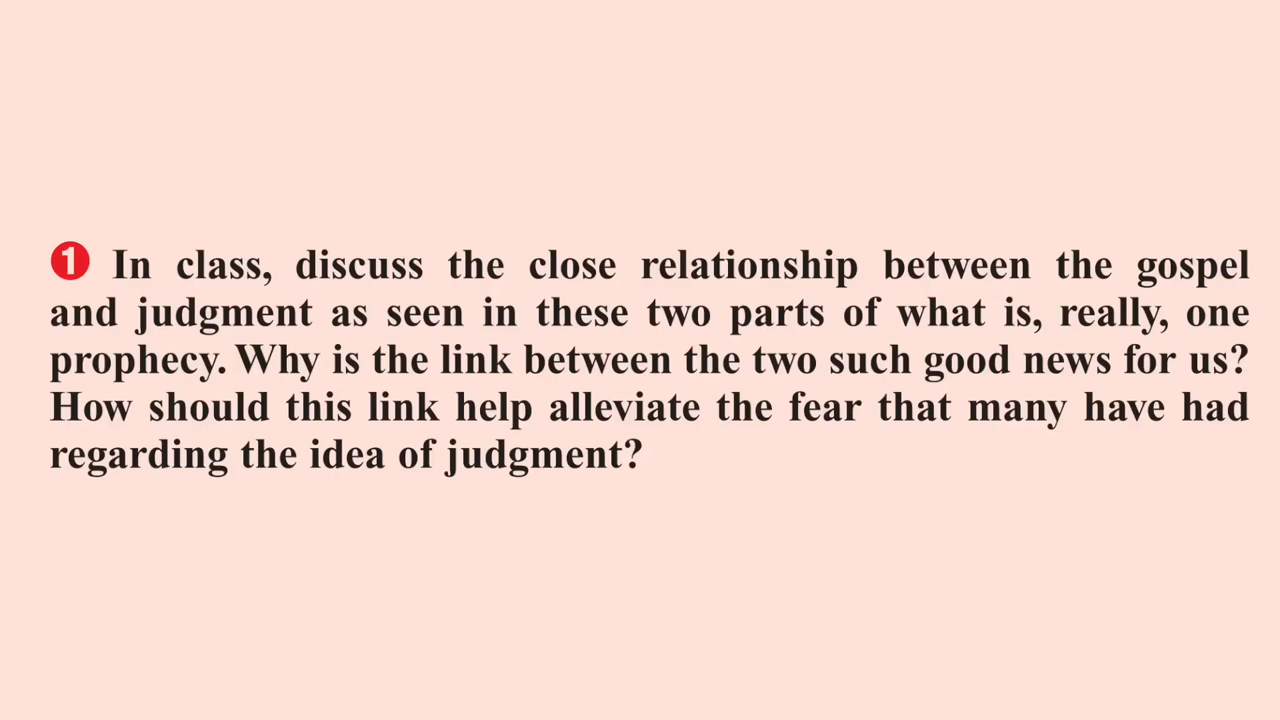 ❶ In class, discuss the close relationship between the gospel
and judgment as seen in these two parts of what is, really, one
prophecy. Why is the link between the two such good news for us?
How should this link help alleviate the fear that many have had
regarding the idea of judgment?